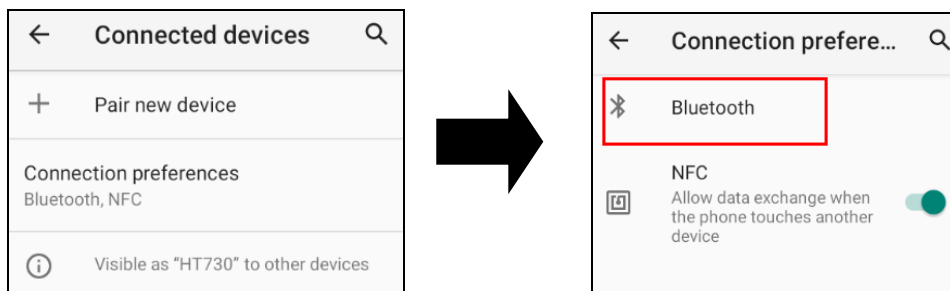 Connected devices
Pair new device
Connection preferences
Bluetooth, NFC
Visible as "HT730" to other devices
Connection prefere...
Bluetooth
NFC
Allow data exchange when
the phone touches another
device